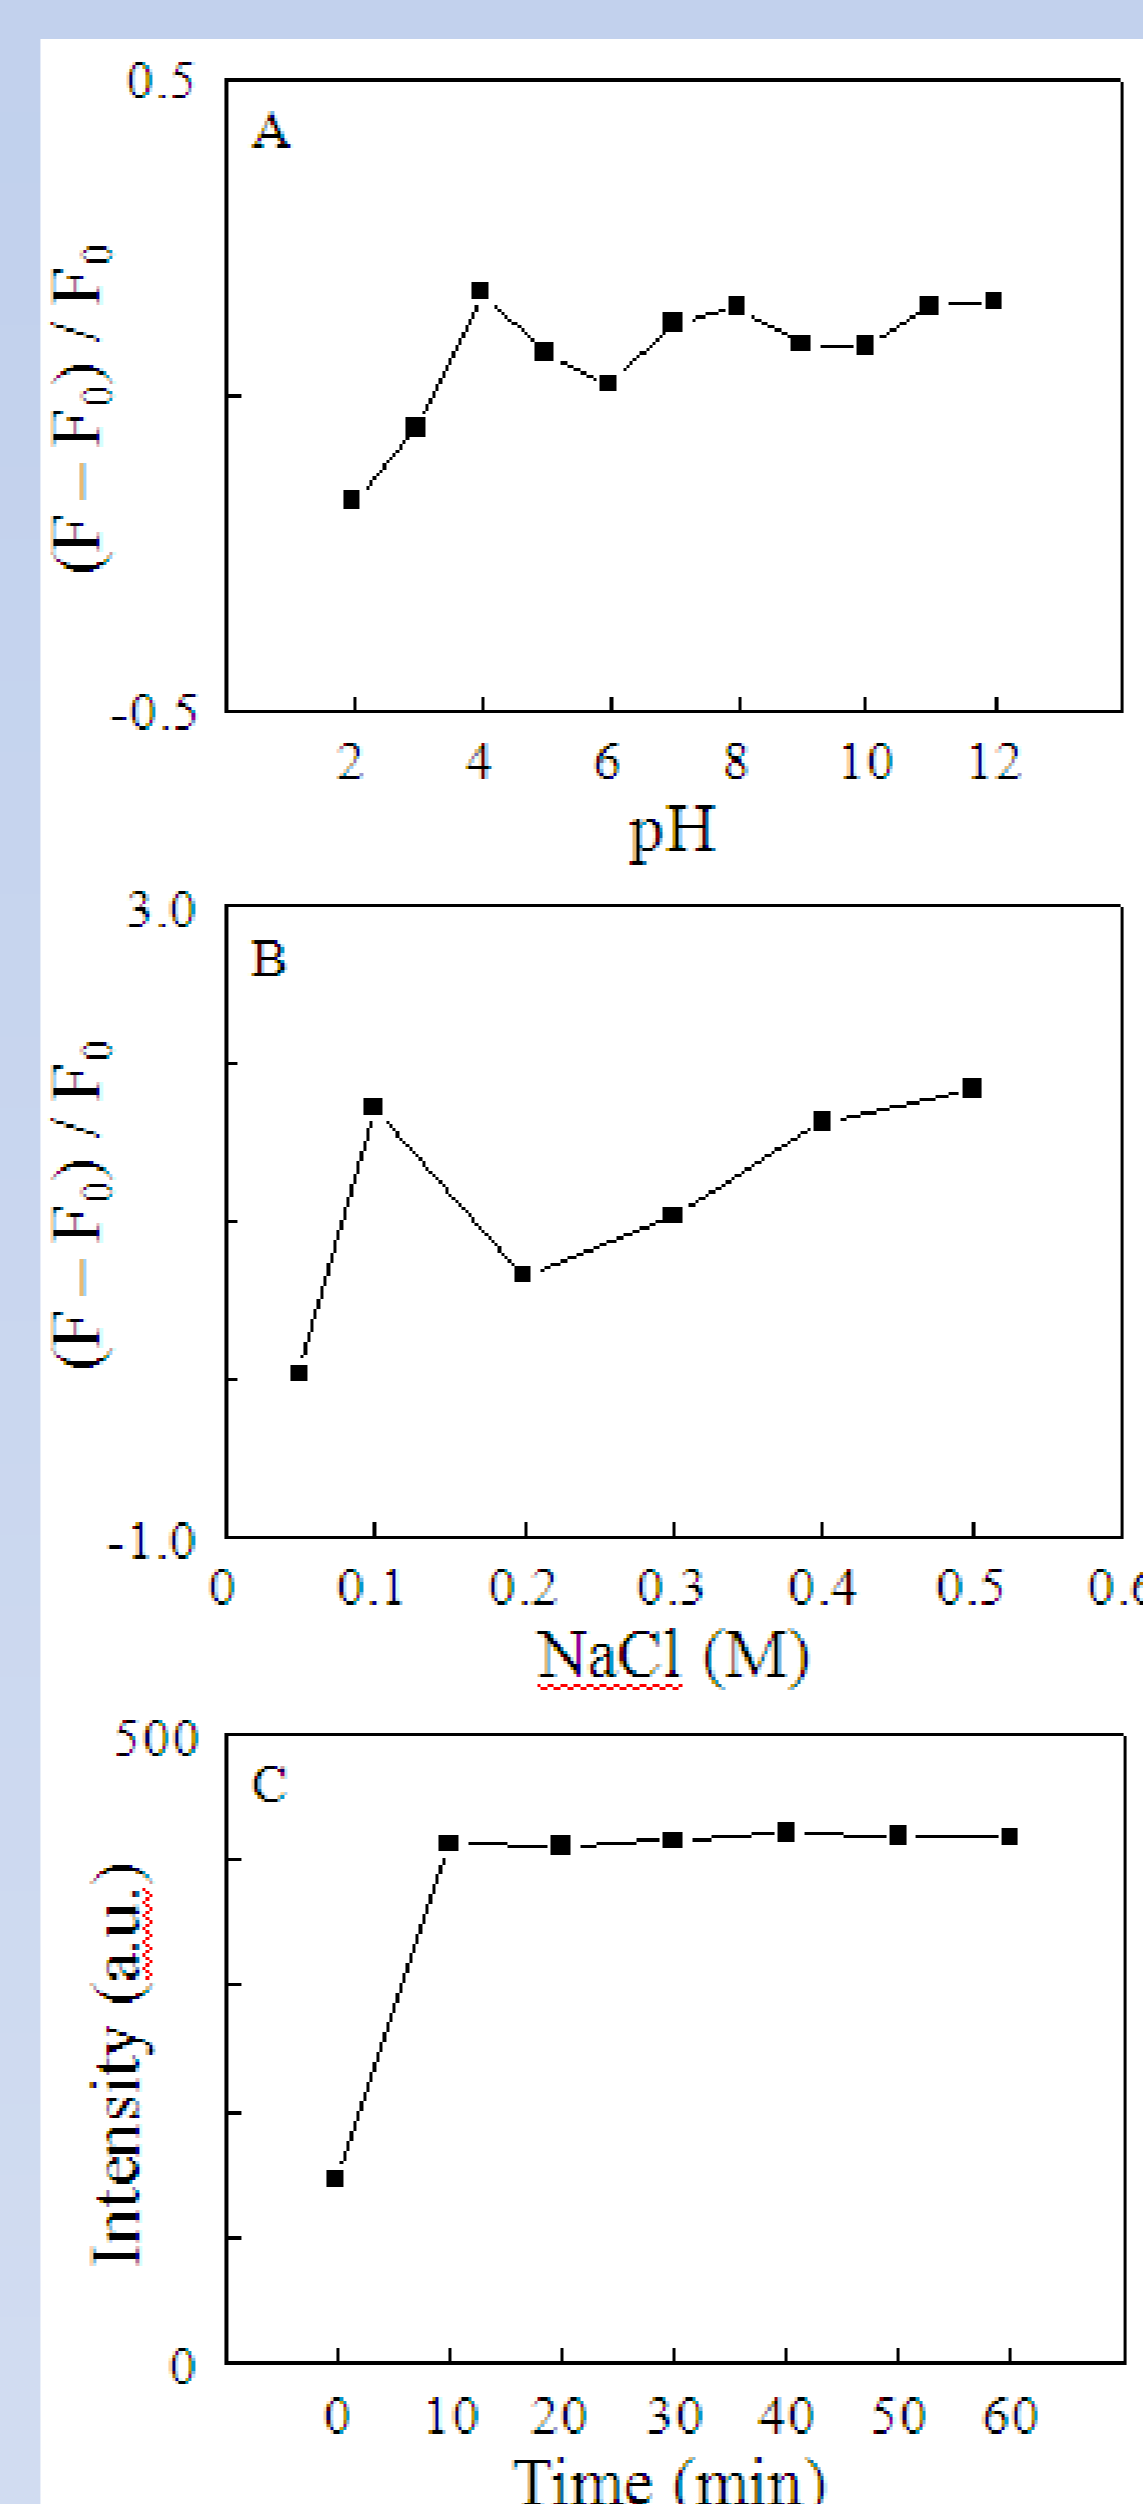 0.5
A
(F – F₀) / F₀
-0.5
2 4 6 8 10 12
pH
3.0
B
(F – F₀) / F₀
-1.0
0 0.1 0.2 0.3 0.4 0.5 0.6
NaCl (M)
500
C
Intensity (a.u.)
0
0 10 20 30 40 50 60
Time (min)